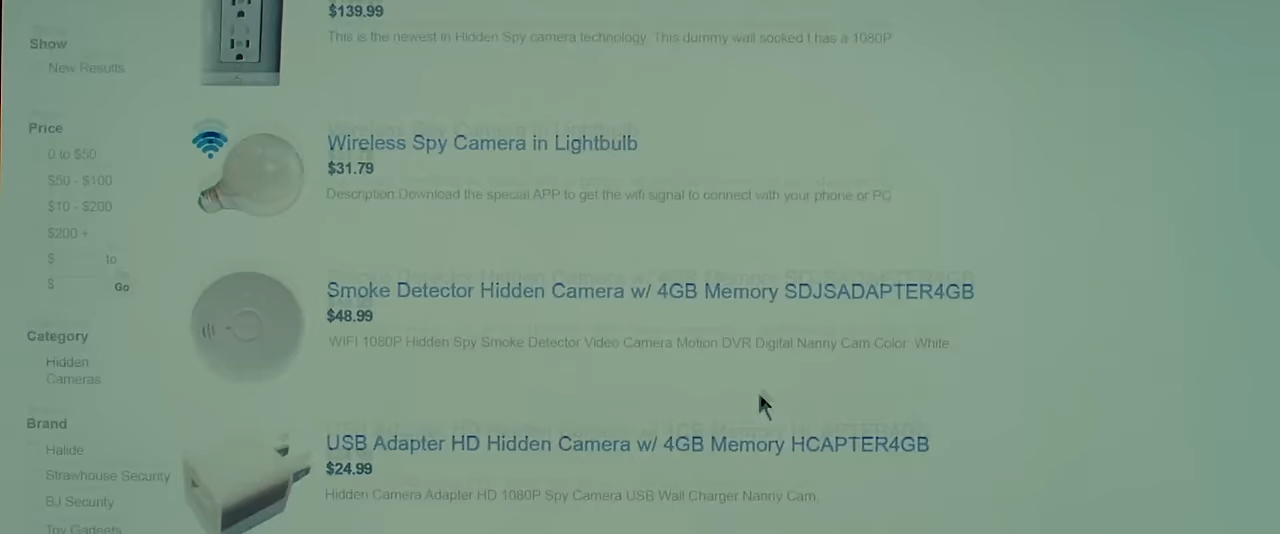 $139.99
This is the newest in Hidden Spy camera technology. This dummy wall socked t has a 1080P
Show
New Results
Price
0 to $50
$50 - $100
$10 - $200
$200 +
$ to
$ Go
Wireless Spy Camera in Lightbulb
$31.79
Description:Download the special APP to get the wifi signal to connect with your phone or PC
Smoke Detector Hidden Camera w/ 4GB Memory SDJSADAPTER4GB
$48.99
WIFI 1080P Hidden Spy Smoke Detector Video Camera Motion DVR Digital Nanny Cam Color: White
Category
Hidden
Cameras
Brand
Halide
Strawhouse Security
BJ Security
Toy Gadgets
USB Adapter HD Hidden Camera w/ 4GB Memory HCAPTER4GB
$24.99
Hidden Camera Adapter HD 1080P Spy Camera USB Wall Charger Nanny Cam.